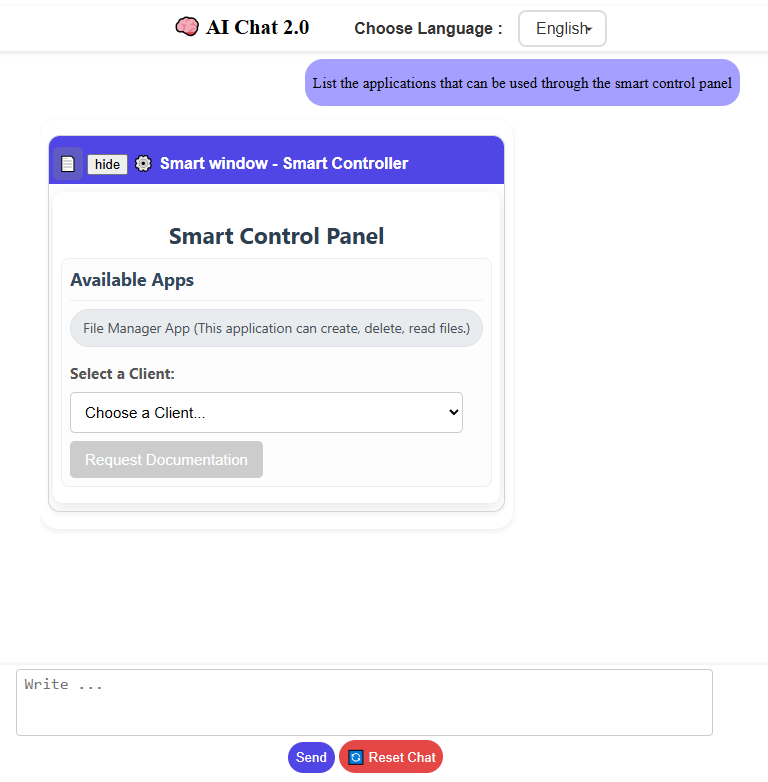 AI Chat 2.0
Choose Language :
English
List the applications that can be used through the smart control panel
hide
Smart window - Smart Controller
Smart Control Panel
Available Apps
File Manager App (This application can create, delete, read files.)
Select a Client:
Choose a Client...
Request Documentation
Write ...
Send
Reset Chat